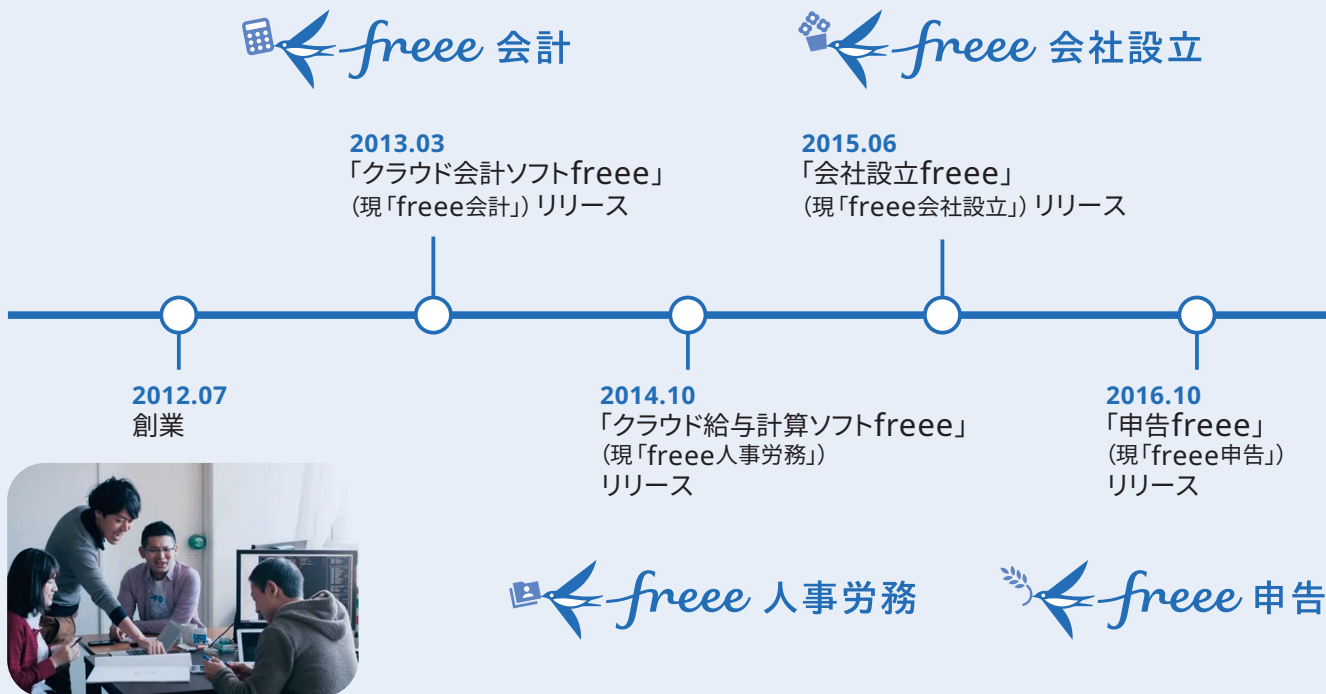 freee 会計
freee 会社設立
2013.03
「クラウド会計ソフトfreee」
（現「freee会計」）リリース
2015.06
「会社設立freee」
（現「freee会社設立」）リリース
2012.07
創業
2014.10
「クラウド給与計算ソフトfreee」
（現「freee人事労務」）
リリース
2016.10
「申告freee」
（現「freee申告」）
リリース
freee 人事労務
freee 申告